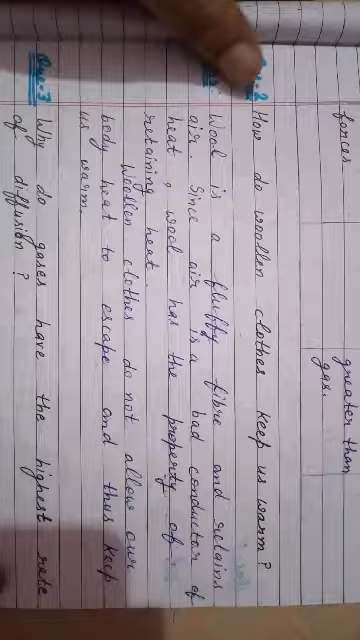 forces
greater than
gas.
How do woollen clothes keep us warm?
Wool is a fluffy fibre and retains
air. Since air is a bad conductor of
heat, wool has the property of
retaining heat.
Woollen clothes do not allow our
body heat to escape and thus keep
us warm.
Que-3 Why do gases have the highest rate
of diffusion?